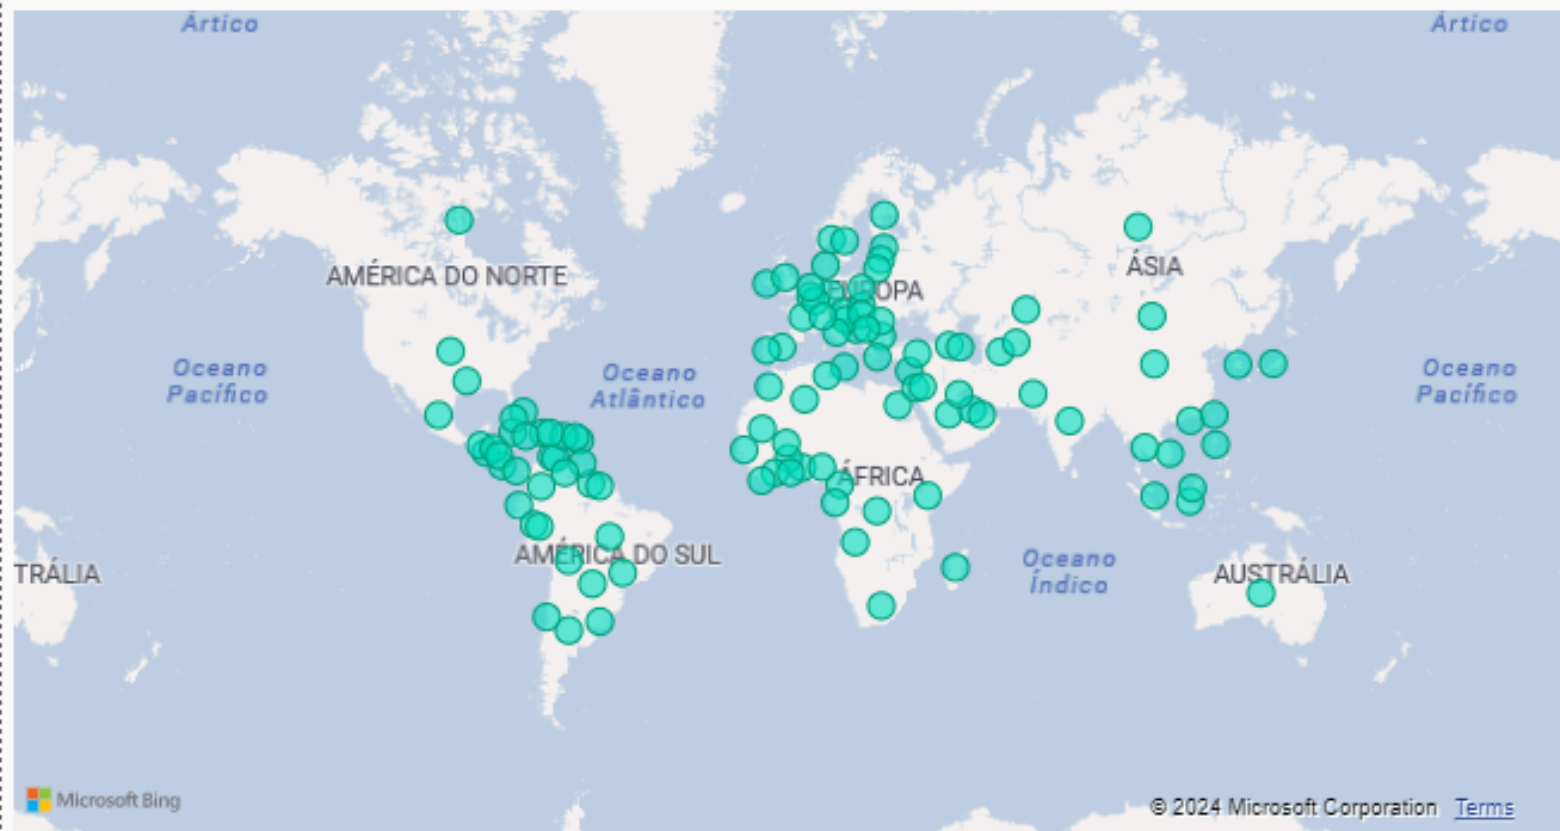 Ártico
Ártico
AMÉRICA DO NORTE
ÁSIA
EUROPA
Oceano
Pacífico
Oceano
Atlântico
Oceano
Pacífico
ÁFRICA
AMÉRICA DO SUL
Oceano
Índico
TRÁLIA
AUSTRÁLIA
Microsoft Bing
© 2024 Microsoft Corporation Terms